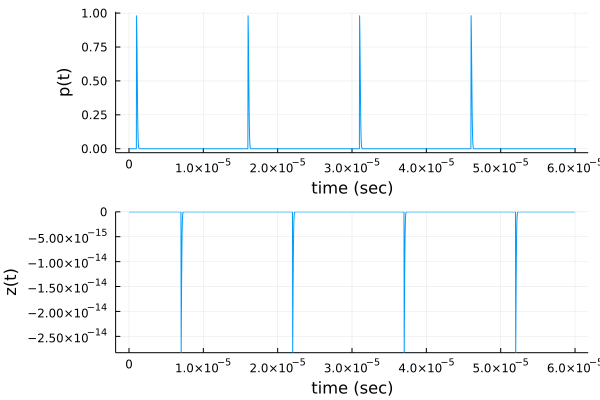 1.00
0.75
0.50
0.25
0.00
p(t)
0 1.0×10⁻⁵ 2.0×10⁻⁵ 3.0×10⁻⁵ 4.0×10⁻⁵ 5.0×10⁻⁵ 6.0×10⁻⁵
time (sec)
0
−5.00×10⁻¹⁵
−1.00×10⁻¹⁴
−1.50×10⁻¹⁴
−2.00×10⁻¹⁴
−2.50×10⁻¹⁴
z(t)
0 1.0×10⁻⁵ 2.0×10⁻⁵ 3.0×10⁻⁵ 4.0×10⁻⁵ 5.0×10⁻⁵ 6.0×10⁻⁵
time (sec)